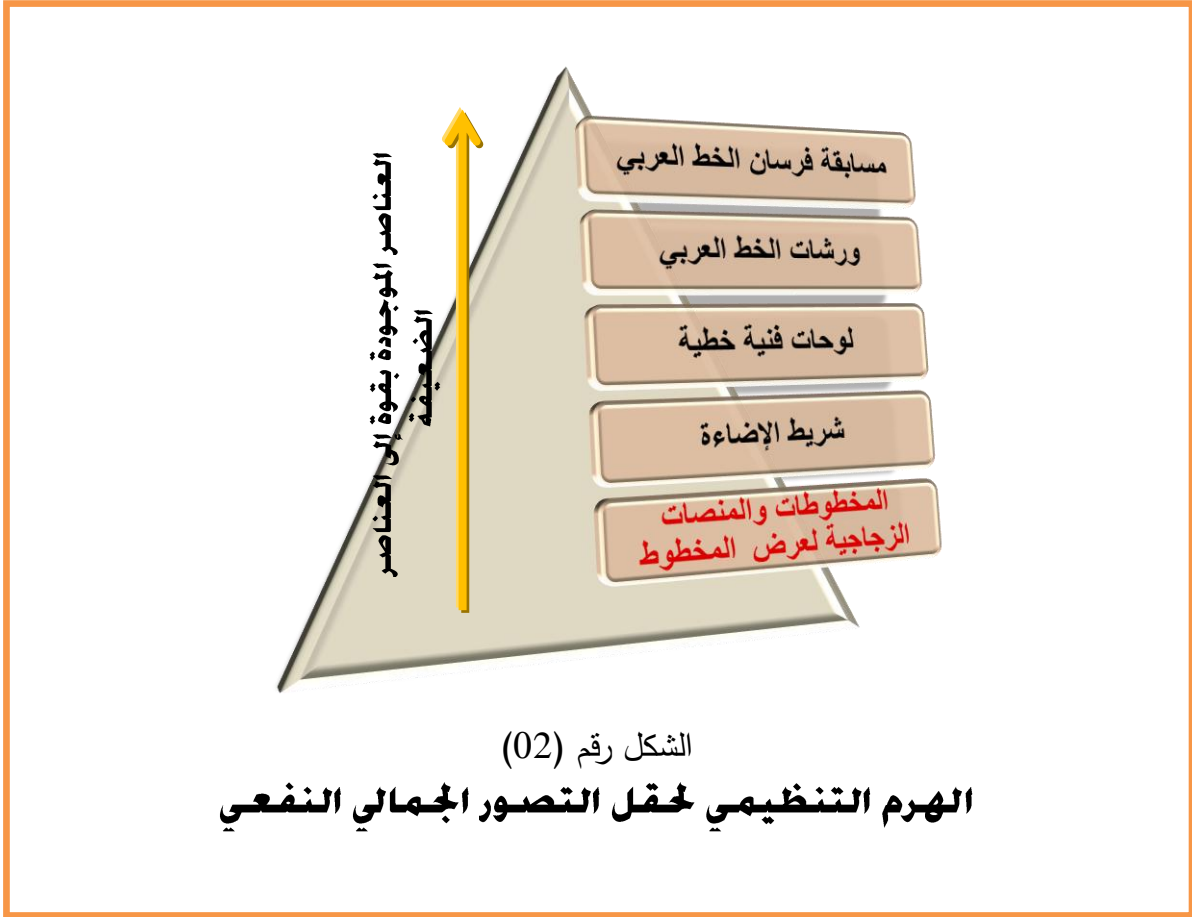 مسابقة فرسان الخط العربي
ورشات الخط العربي
لوحات فنية خطية
شريط الإضاءة
المخطوطات والمنصات
الزجاجية لعرض المخطوط
العناصر الموجودة بقوة إلى العناصر
الضعيفة
الشكل رقم (02)
الهرم التنظيمي لحقل التصور الجمالي النفعي